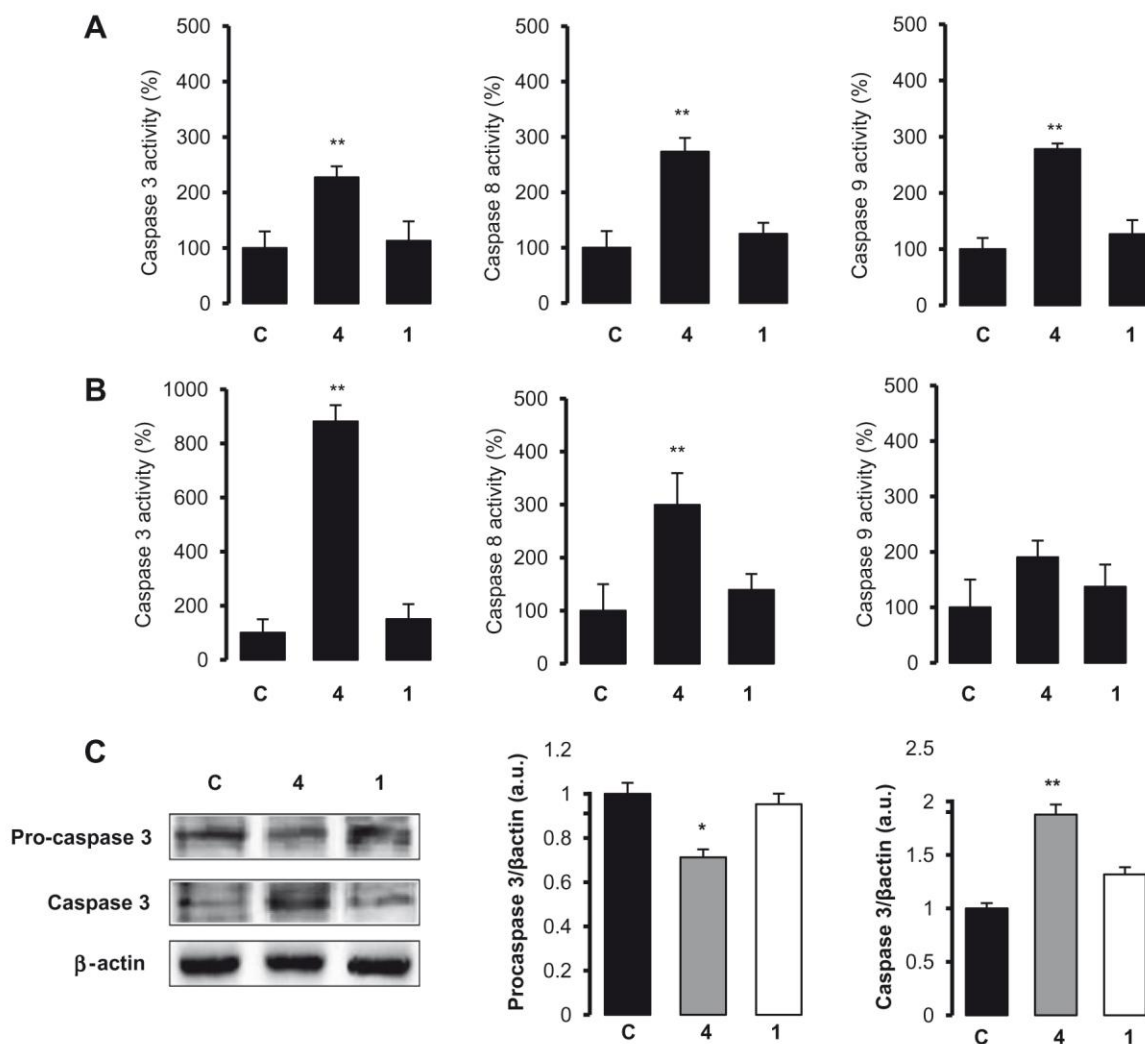 A
Caspase 3 activity (%)
500
400
300
200
100
0
**
C 4 1
Caspase 8 activity (%)
500
400
300
200
100
0
**
C 4 1
Caspase 9 activity (%)
500
400
300
200
100
0
**
C 4 1
B
Caspase 3 activity (%)
1000
800
600
400
200
0
**
C 4 1
Caspase 8 activity (%)
500
400
300
200
100
0
**
C 4 1
Caspase 9 activity (%)
500
400
300
200
100
0
C 4 1
C
C 4 1
Pro-caspase 3
Caspase 3
β-actin
Procaspase 3/βactin (a.u.)
1.2
1
0.8
0.6
0.4
0.2
0
*
C 4 1
Caspase 3/βactin (a.u.)
2.5
2
1.5
1
0.5
0
**
C 4 1